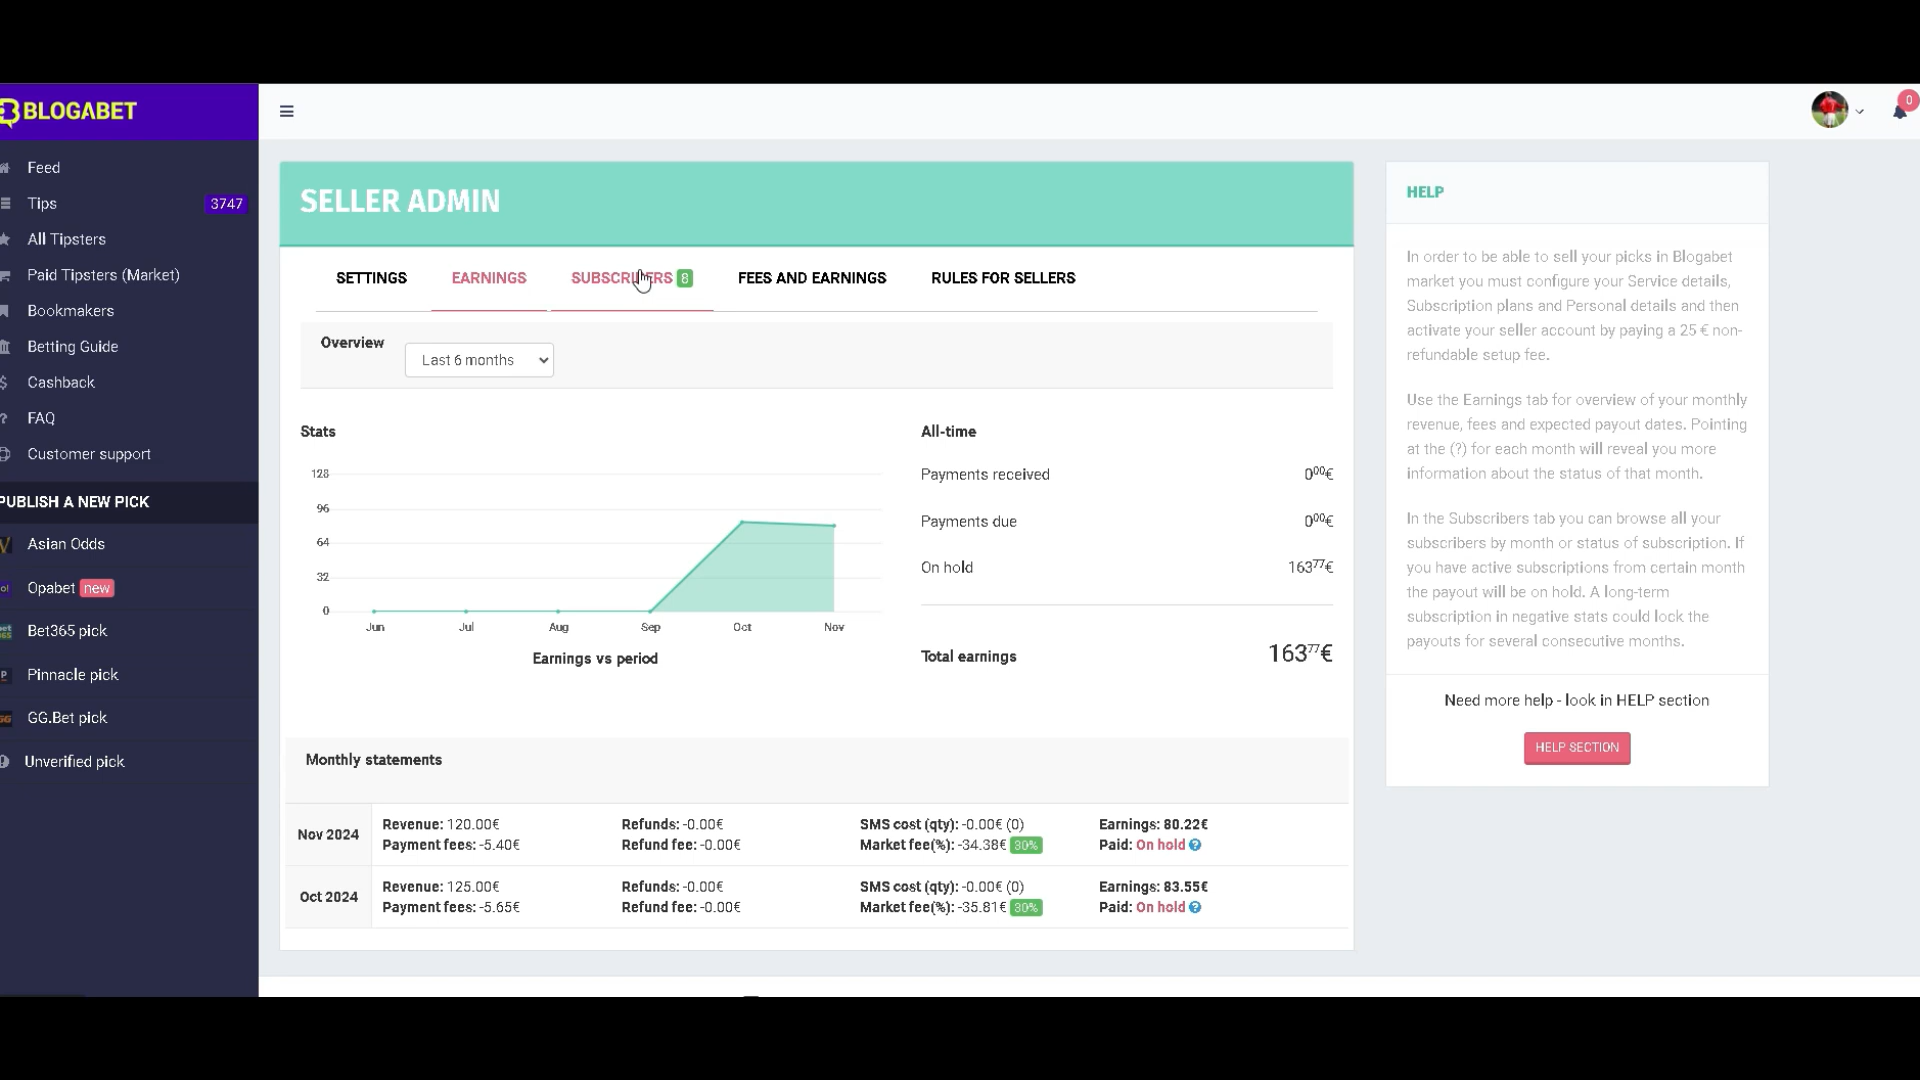 BLOGABET
0
Feed
Tips 3747
All Tipsters
Paid Tipsters (Market)
Bookmakers
Betting Guide
Cashback
FAQ
Customer support
PUBLISH A NEW PICK
Asian Odds
Opabet new
Bet365 pick
Pinnacle pick
GG.Bet pick
Unverified pick
SELLER ADMIN
SETTINGS EARNINGS SUBSCRIBERS 8 FEES AND EARNINGS RULES FOR SELLERS
Overview Last 6 months
Stats
128
96
64
32
0
Jun Jul Aug Sep Oct Nov
Earnings vs period
All-time
Payments received 0⁰⁰€
Payments due 0⁰⁰€
On hold 163⁷⁷€
Total earnings 163⁷⁷€
Monthly statements
Nov 2024
Revenue: 120.00€ Refunds: -0.00€ SMS cost (qty): -0.00€ (0) Earnings: 80.22€
Payment fees: -5.40€ Refund fee: -0.00€ Market fee(%): -34.38€ 30% Paid: On hold
Oct 2024
Revenue: 125.00€ Refunds: -0.00€ SMS cost (qty): -0.00€ (0) Earnings: 83.55€
Payment fees: -5.65€ Refund fee: -0.00€ Market fee(%): -35.81€ 30% Paid: On hold
HELP
In order to be able to sell your picks in Blogabet
market you must configure your Service details,
Subscription plans and Personal details and then
activate your seller account by paying a 25 € non-
refundable setup fee.
Use the Earnings tab for overview of your monthly
revenue, fees and expected payout dates. Pointing
at the (?) for each month will reveal you more
information about the status of that month.
In the Subscribers tab you can browse all your
subscribers by month or status of subscription. If
you have active subscriptions from certain month
the payout will be on hold. A long-term
subscription in negative stats could lock the
payouts for several consecutive months.
Need more help - look in HELP section
HELP SECTION